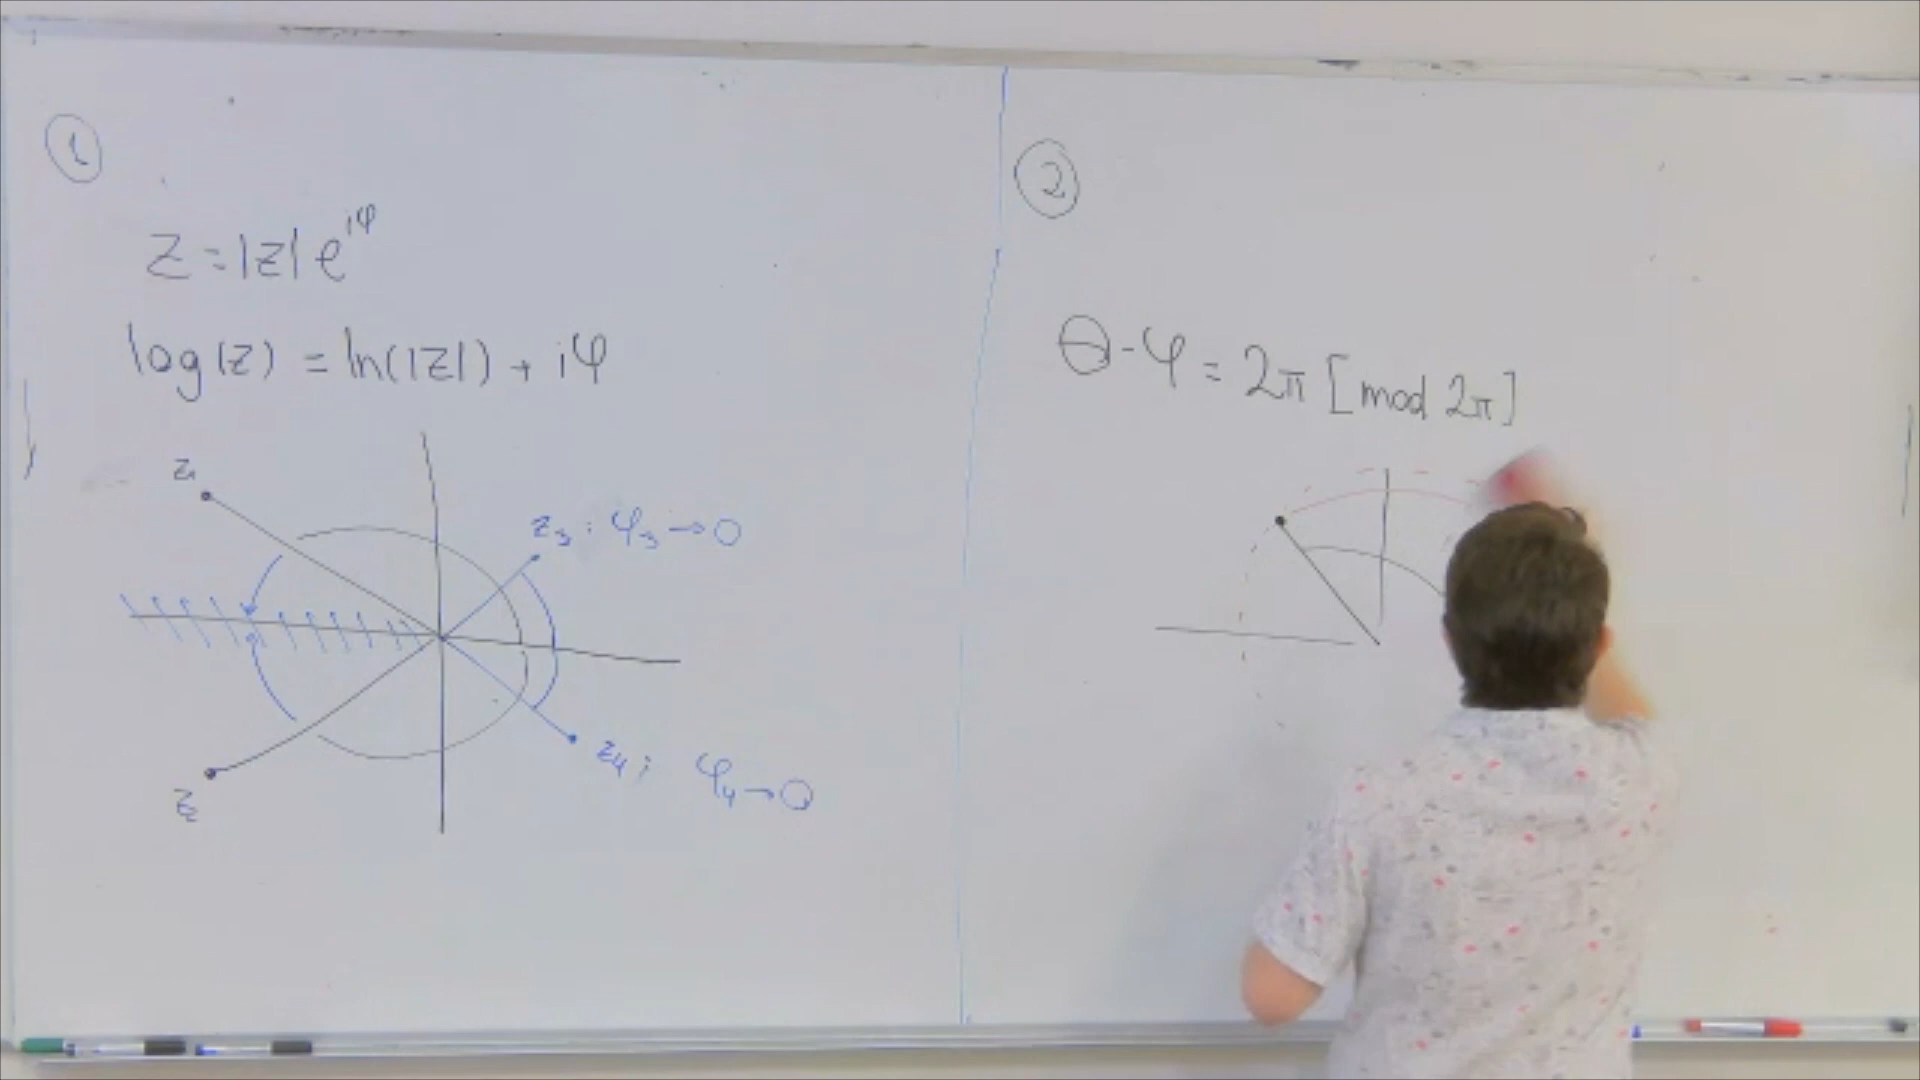 ①
z = |z| e^{iφ}
log(z) = ln(|z|) + iφ
z₁
z₃ : φ₃ → 0
z₄ ; φ₄ → 0
z₂
②
Θ - φ = 2π [mod 2π]